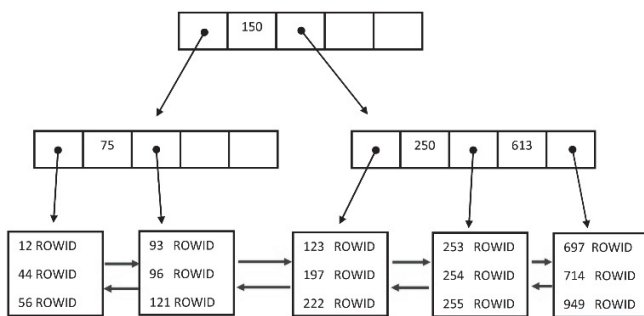 150
75
250 613
12 ROWID
44 ROWID
56 ROWID
93 ROWID
96 ROWID
121 ROWID
123 ROWID
197 ROWID
222 ROWID
253 ROWID
254 ROWID
255 ROWID
697 ROWID
714 ROWID
949 ROWID